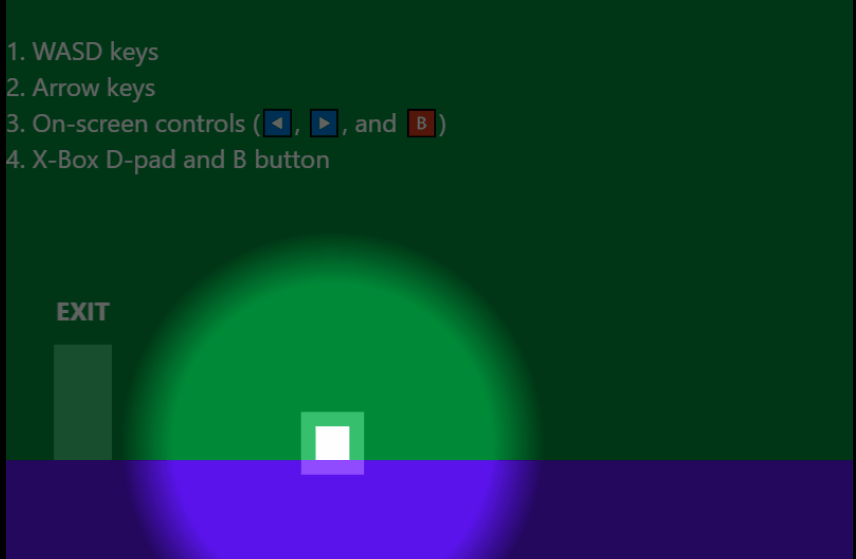 1. WASD keys
2. Arrow keys
3. On-screen controls (◄, ►, and B)
4. X-Box D-pad and B button
EXIT